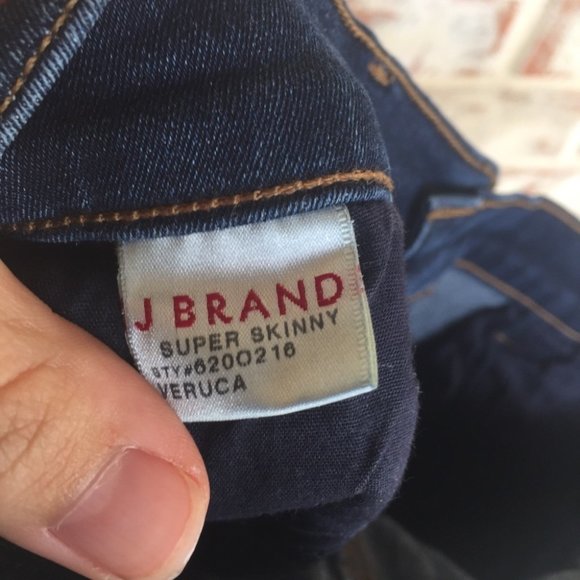 J BRAND
SUPER SKINNY
STY#620O216
VERUCA